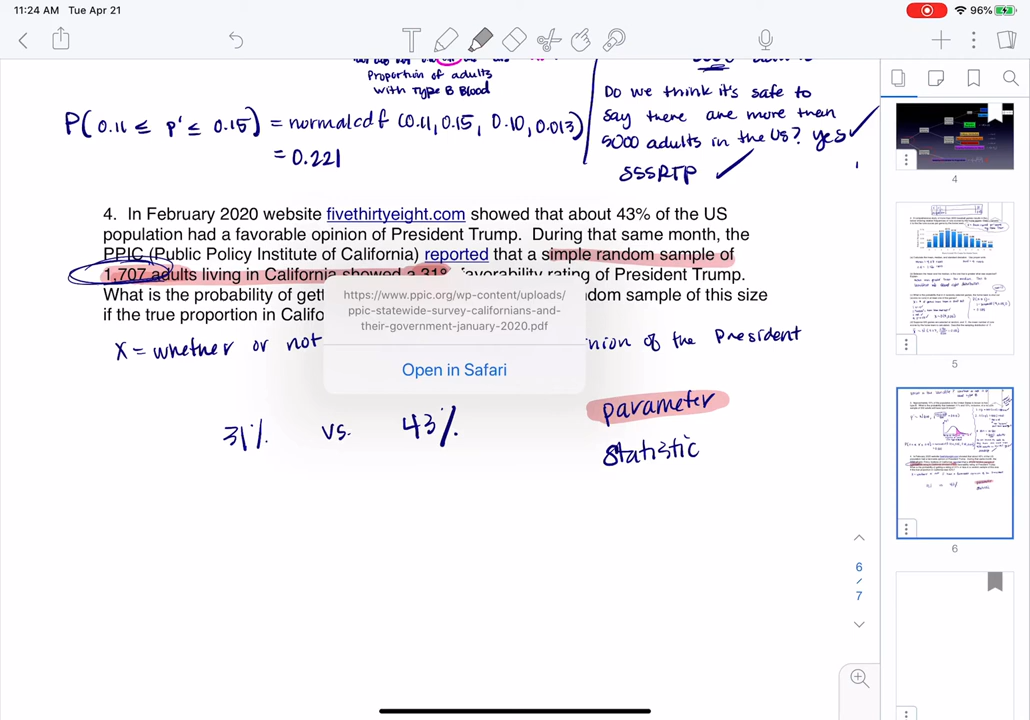 11:24 AM Tue Apr 21
96%
Proportion of adults
with Type B Blood
P(0.11 ≤ p' ≤ 0.15) = normalcdf (0.11, 0.15, 0.10, 0.013)
= 0.221
Do we think it's safe to
say there are more then
5000 adults in the US? yes
SSSRTP
4. In February 2020 website fivethirtyeight.com showed that about 43% of the US
population had a favorable opinion of President Trump. During that same month, the
PPIC (Public Policy Institute of California) reported that a simple random sample of
1,707 adults living in California showed a 31% favorability rating of President Trump.
What is the probability of gett
dom sample of this size
if the true proportion in Califo
https://www.ppic.org/wp-content/uploads/
ppic-statewide-survey-californians-and-
their-government-january-2020.pdf
Open in Safari
X = whether or not
nion of the President
31% vs. 43%
parameter
statistic
4
5
6
6
/
7